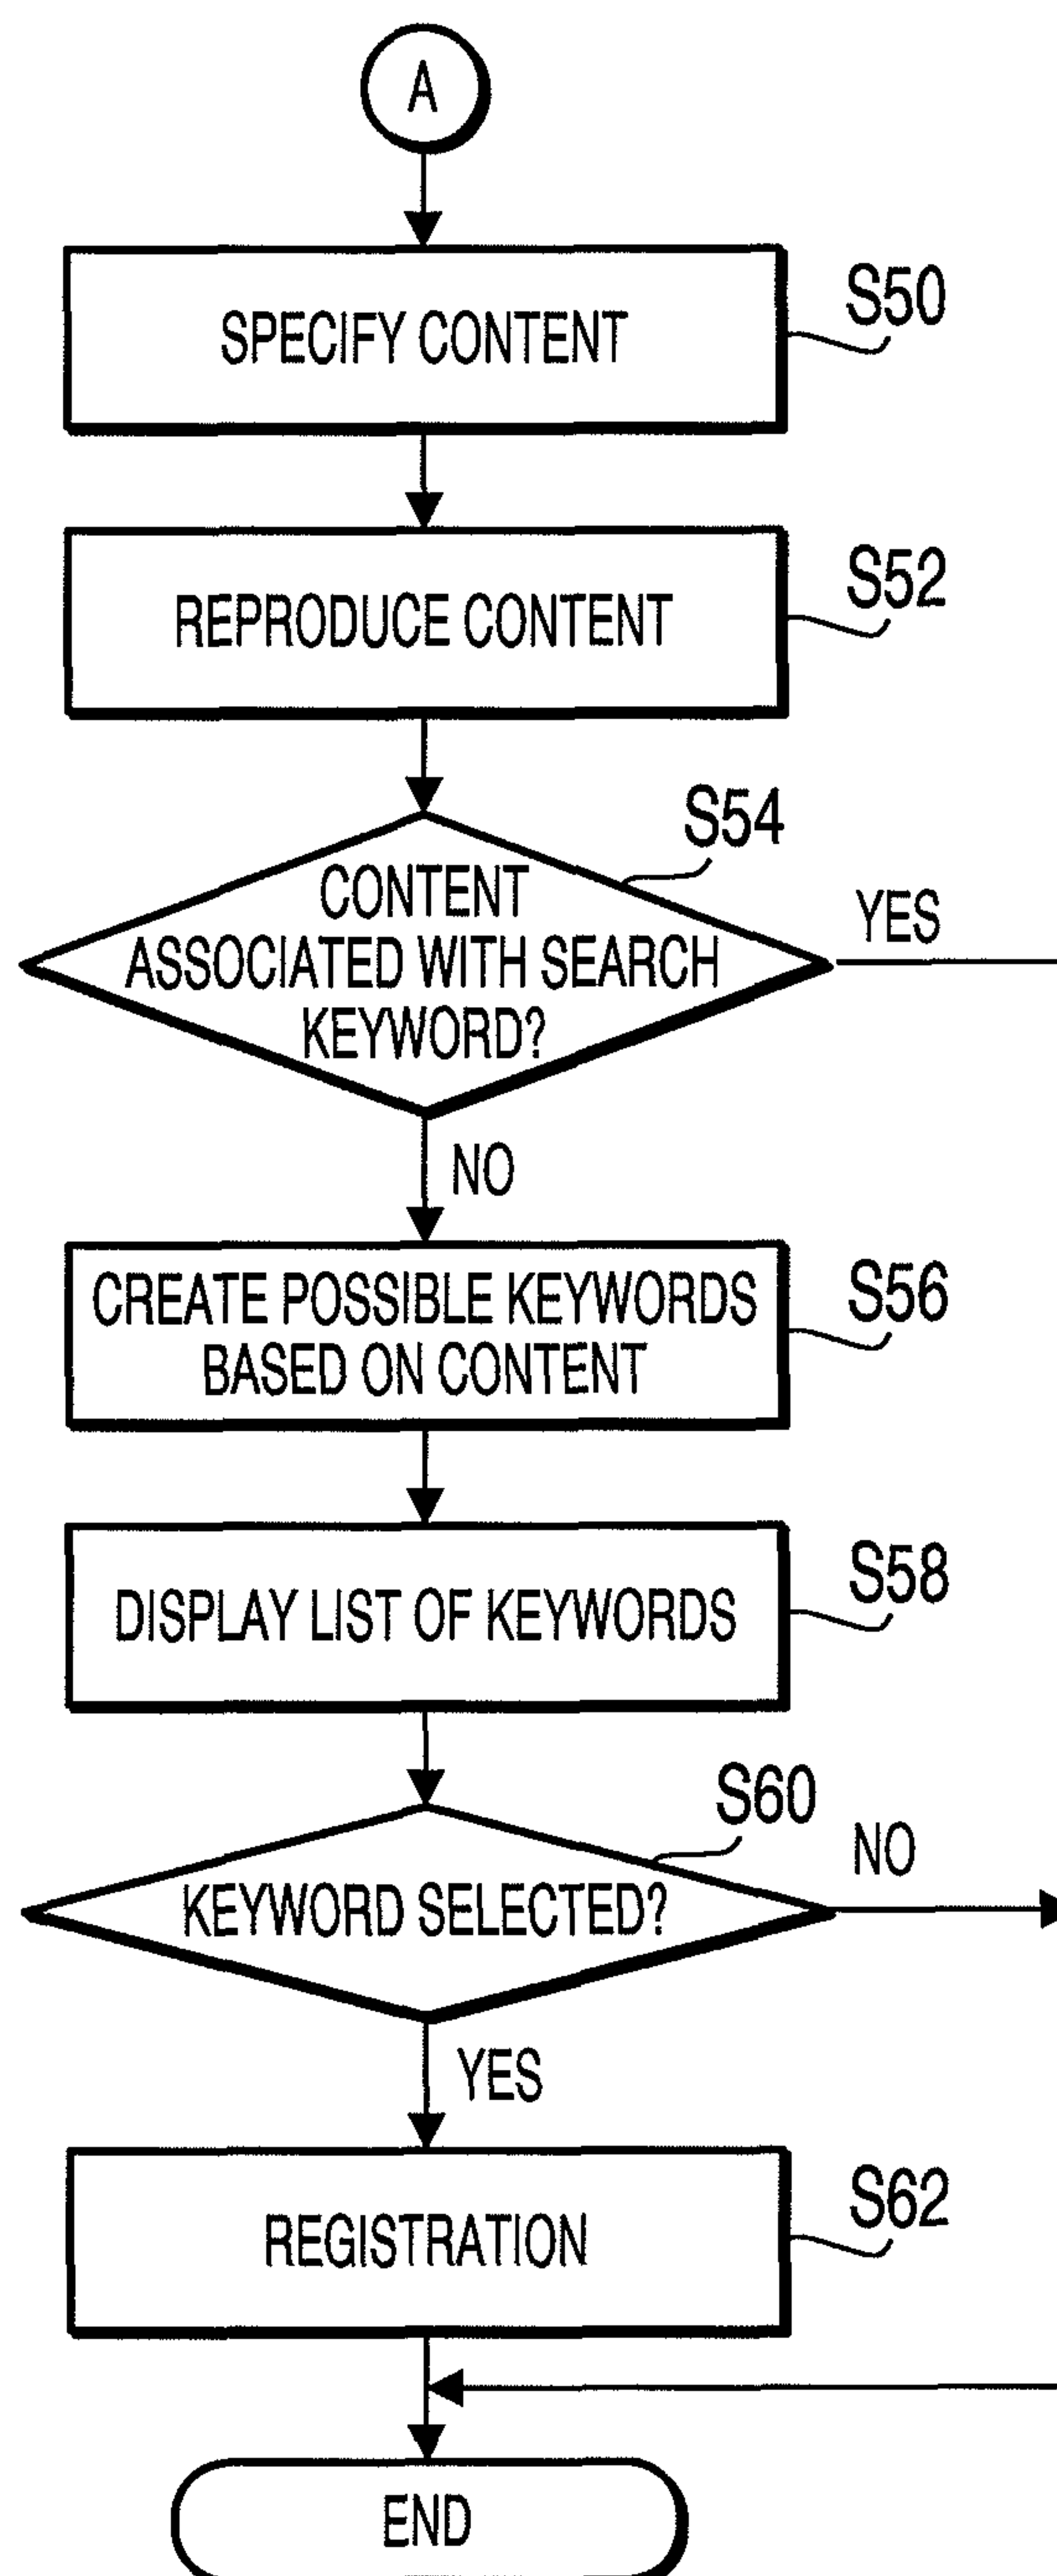 A
SPECIFY CONTENT
S50
REPRODUCE CONTENT
S52
S54
CONTENT
ASSOCIATED WITH SEARCH
KEYWORD?
YES
NO
CREATE POSSIBLE KEYWORDS
BASED ON CONTENT
S56
DISPLAY LIST OF KEYWORDS
S58
S60
KEYWORD SELECTED?
NO
YES
REGISTRATION
S62
END